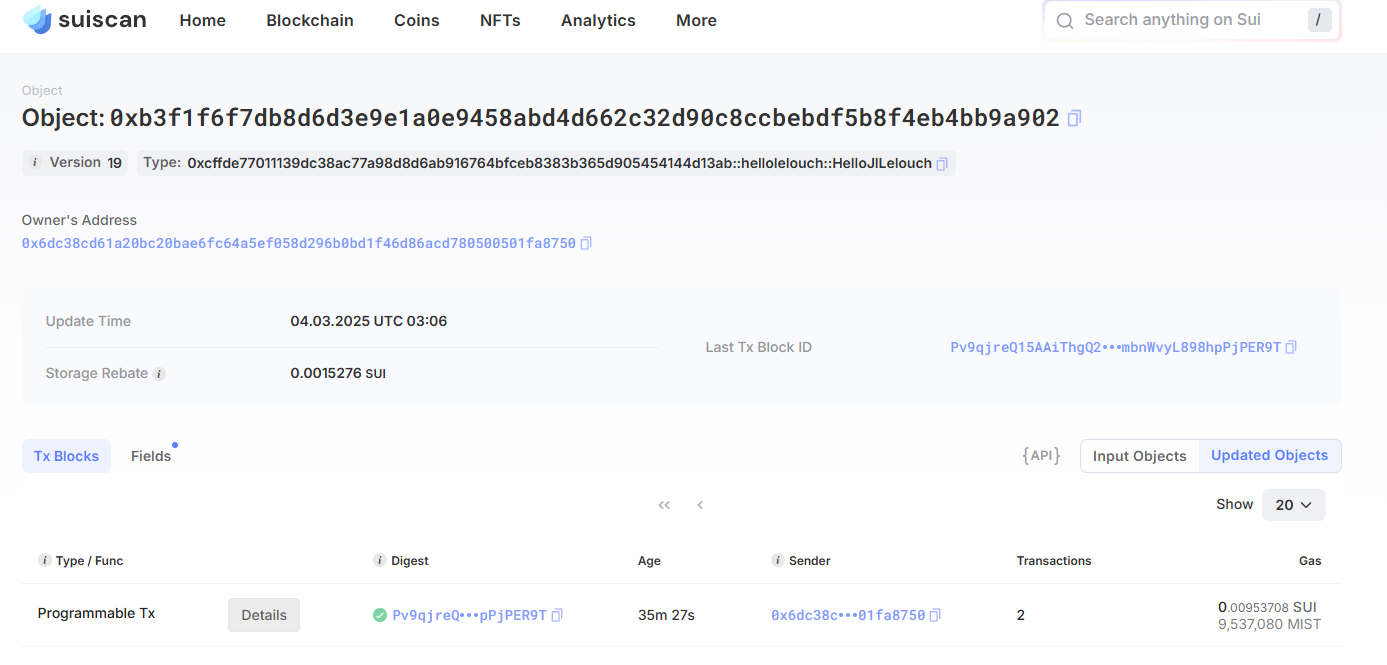 suiscan Home Blockchain Coins NFTs Analytics More Search anything on Sui /
Object
Object: 0xb3f1f6f7db8d6d3e9e1a0e9458abd4d662c32d90c8ccbebdf5b8f4eb4bb9a902
i Version 19 Type: 0xcffde77011139dc38ac77a98d8d6ab916764bfceb8383b365d905454144d13ab::hellolelouch::HelloJlLelouch
Owner's Address
0x6dc38cd61a20bc20bae6fc64a5ef058d296b0bd1f46d86acd780500501fa8750
Update Time 04.03.2025 UTC 03:06
Last Tx Block ID Pv9qjreQ15AAiThgQ2•••mbnWvyL898hpPjPER9T
Storage Rebate i 0.0015276 SUI
Tx Blocks Fields {API} Input Objects Updated Objects
Show 20
i Type / Func i Digest Age i Sender Transactions Gas
Programmable Tx Details Pv9qjreQ•••pPjPER9T 35m 27s 0x6dc38c•••01fa8750 2 0.00953708 SUI
9,537,080 MIST